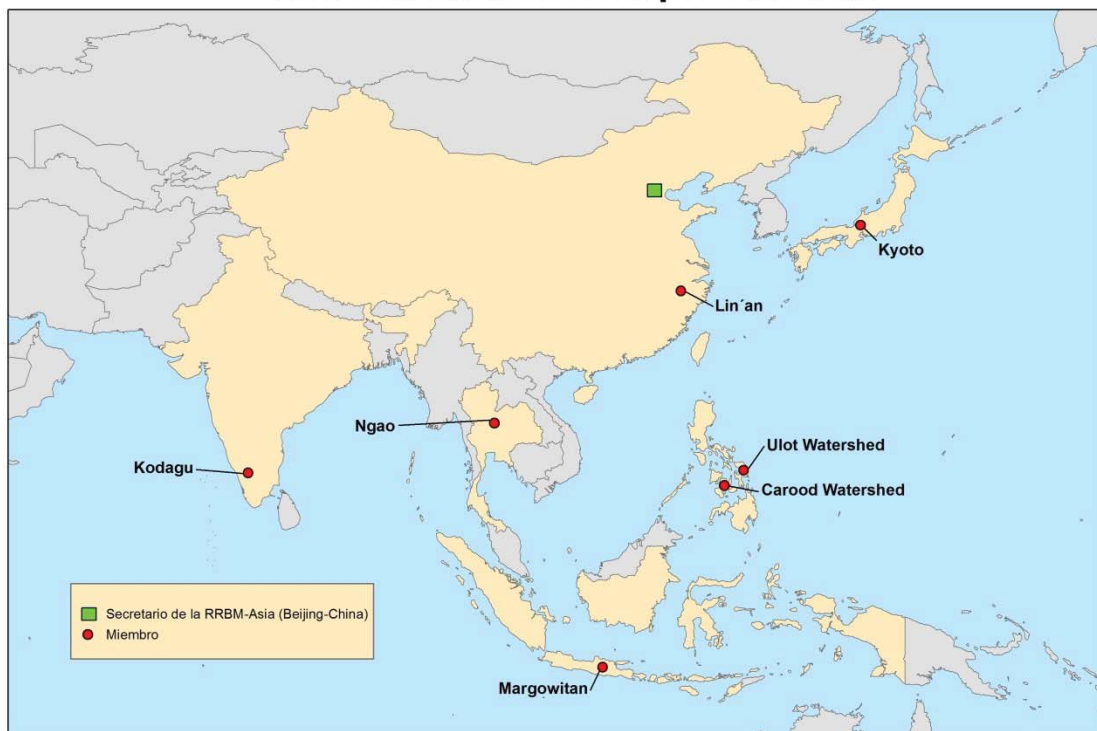 Kyoto
Lin´an
Ngao
Ulot Watershed
Kodagu
Carood Watershed
Secretario de la RRBM-Asia (Beijing-China)
Miembro
Margowitan